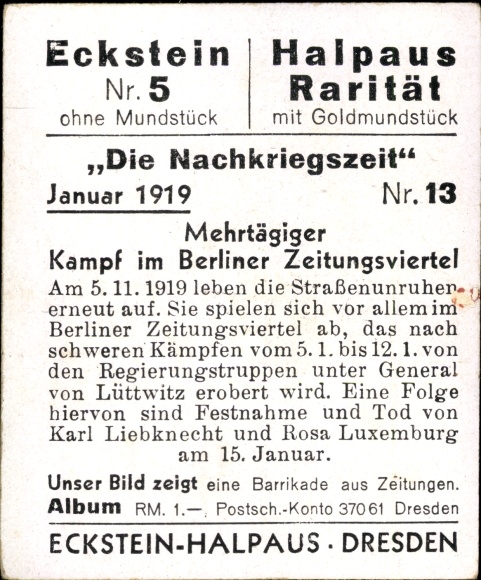 Eckstein
Nr. 5
ohne Mundstück
Halpaus
Rarität
mit Goldmundstück
„Die Nachkriegszeit“
Januar 1919 Nr. 13
Mehrtägiger
Kampf im Berliner Zeitungsviertel
Am 5. 11. 1919 leben die Straßenunruhen
erneut auf. Sie spielen sich vor allem im
Berliner Zeitungsviertel ab, das nach
schweren Kämpfen vom 5. 1. bis 12. 1. von
den Regierungstruppen unter General
von Lüttwitz erobert wird. Eine Folge
hiervon sind Festnahme und Tod von
Karl Liebknecht und Rosa Luxemburg
am 15. Januar.
Unser Bild zeigt eine Barrikade aus Zeitungen.
Album RM. 1.—, Postsch.-Konto 37061 Dresden
ECKSTEIN-HALPAUS · DRESDEN